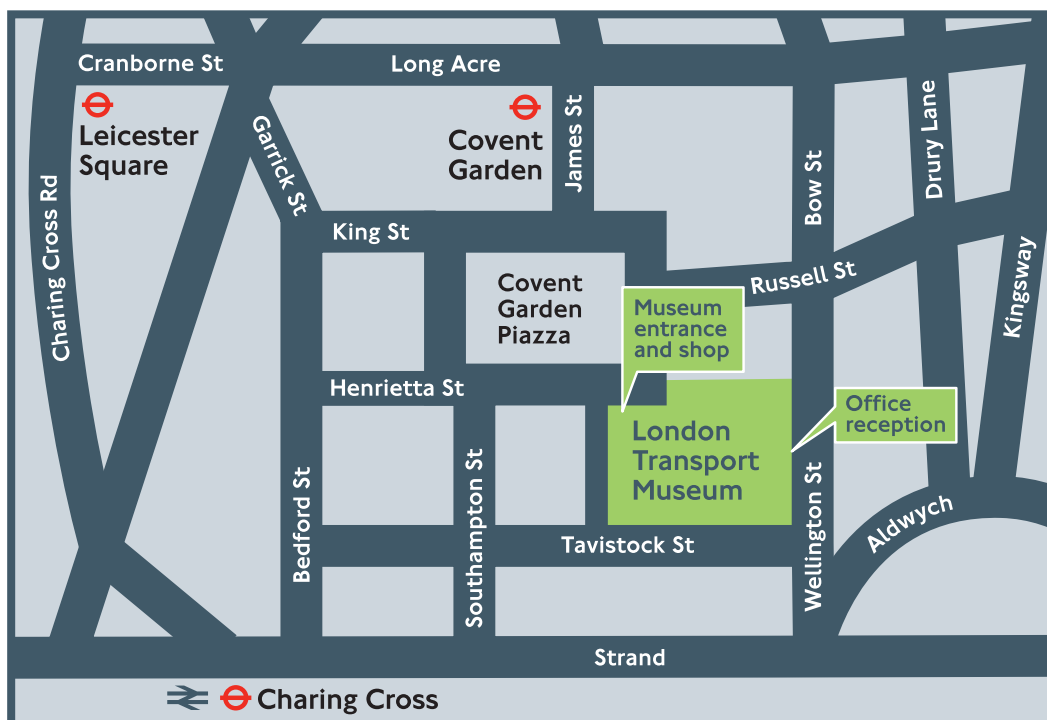 Cranborne St
Long Acre
Leicester
Square
Covent
Garden
James St
Garrick St
Bow St
Drury Lane
Charing Cross Rd
King St
Russell St
Kingsway
Covent
Garden
Piazza
Museum
entrance
and shop
Henrietta St
Office
reception
London
Transport
Museum
Bedford St
Southampton St
Tavistock St
Wellington St
Aldwych
Strand
Charing Cross